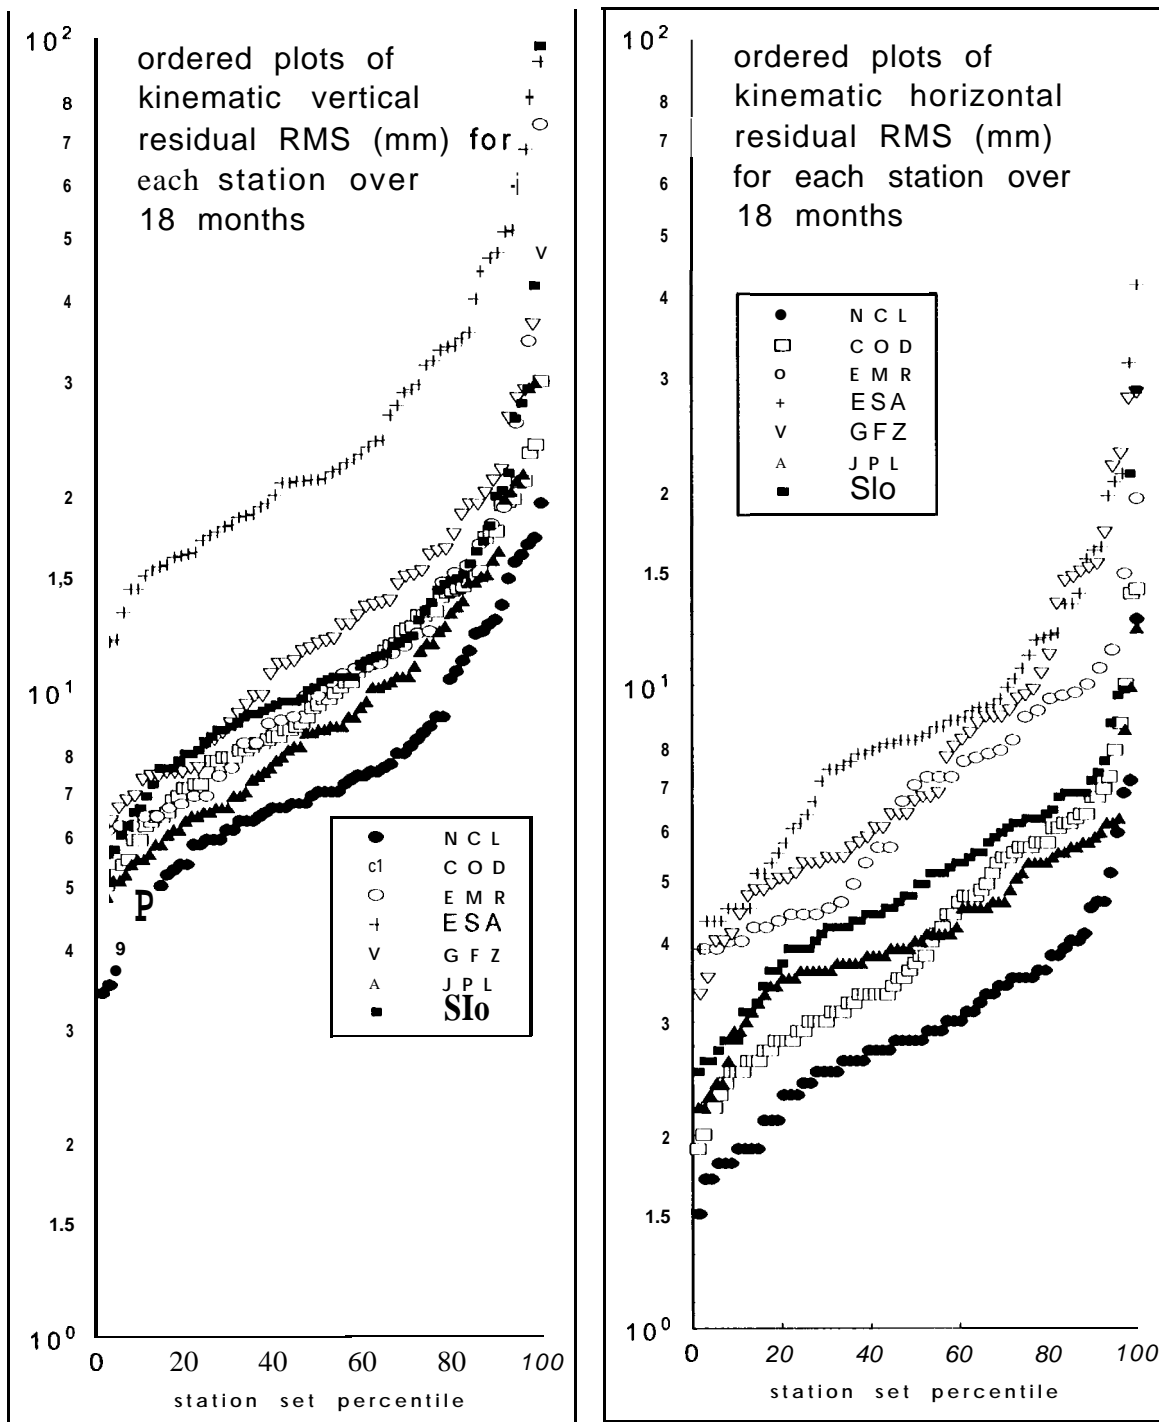 ordered plots of
kinematic vertical
residual RMS (mm) for
each station over
18 months
10²
8
7
6
5
4
3
2
1.5
10¹
8
7
6
5
4
3
2
1.5
10⁰
P
9
NCL
c1 COD
EMR
ESA
GFZ
A JPL
SIo
0 20 40 60 80 100
station set percentile
ordered plots of
kinematic horizontal
residual RMS (mm)
for each station over
18 months
10²
8
7
6
5
4
3
2
1.5
10¹
8
7
6
5
4
3
2
1.5
10⁰
NCL
COD
o EMR
+ ESA
V GFZ
A JPL
SIo
0 20 40 60 80 100
station set percentile